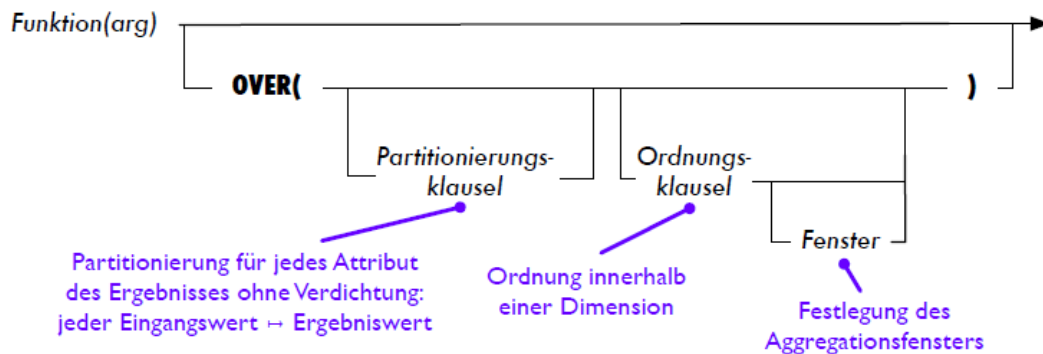 Funktion(arg)
OVER( )
Partitionierungs-
klausel
Ordnungs-
klausel
Fenster
Partitionierung für jedes Attribut
des Ergebnisses ohne Verdichtung:
jeder Eingangswert ↦ Ergebniswert
Ordnung innerhalb
einer Dimension
Festlegung des
Aggregationsfensters